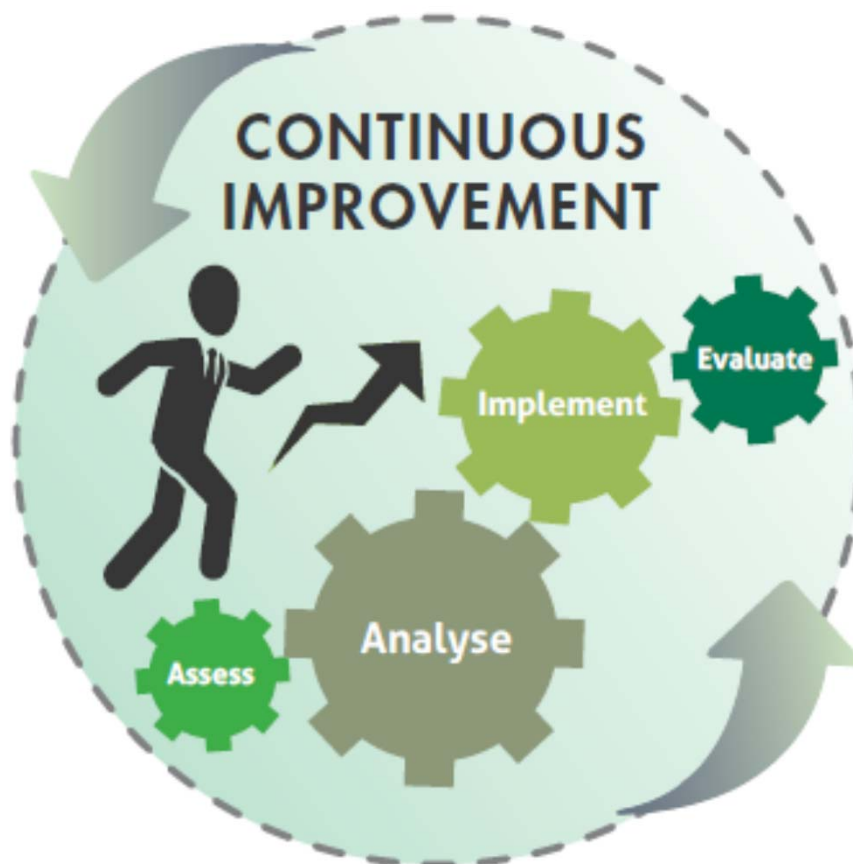 CONTINUOUS
IMPROVEMENT
Evaluate
Implement
Analyse
Assess